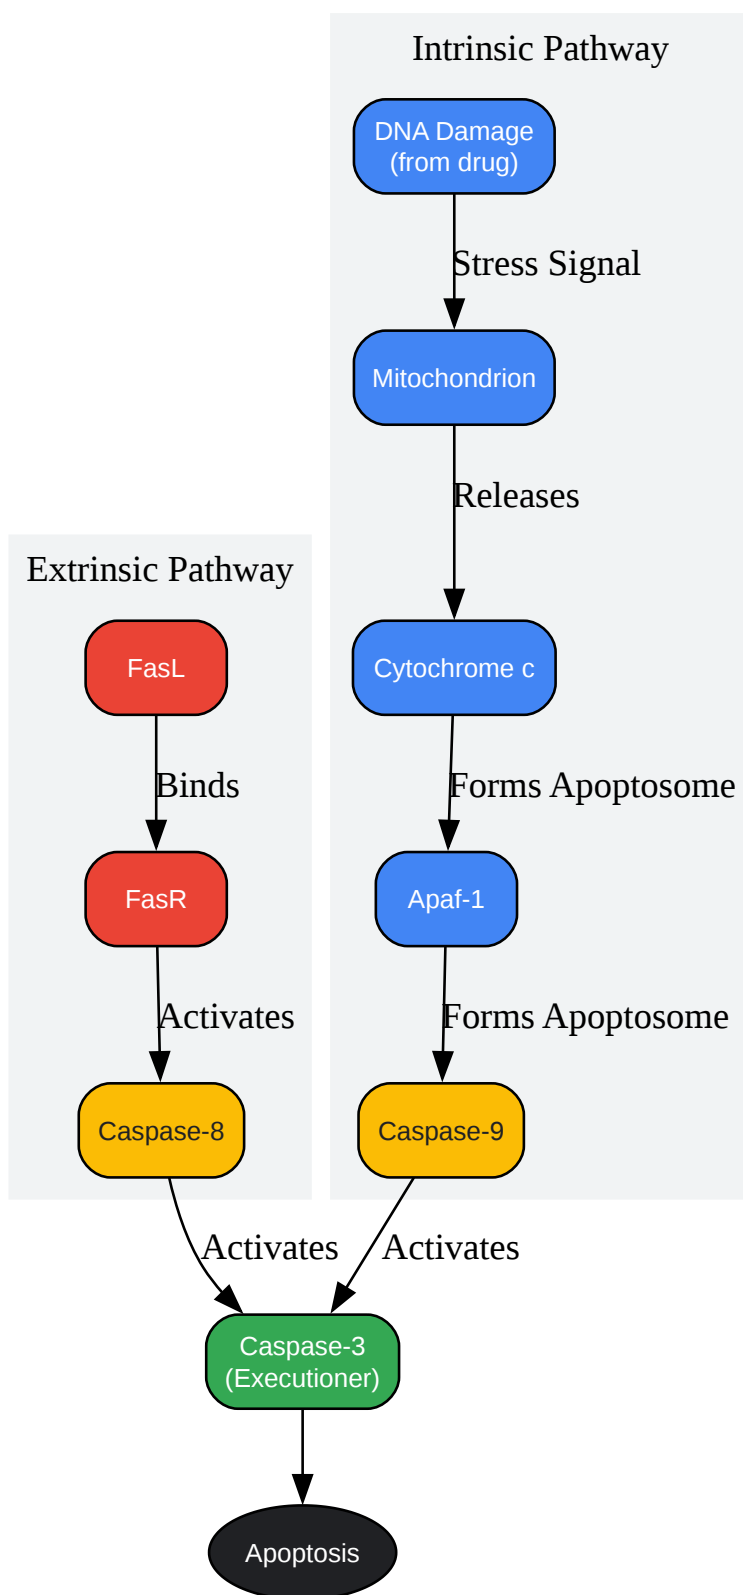 Intrinsic Pathway
DNA Damage
(from drug)
Stress Signal
Mitochondrion
Releases
Extrinsic Pathway
FasL
Cytochrome c
Binds
Forms Apoptosome
FasR
Apaf-1
Activates
Forms Apoptosome
Caspase-8
Caspase-9
Activates
Activates
Caspase-3
(Executioner)
Apoptosis